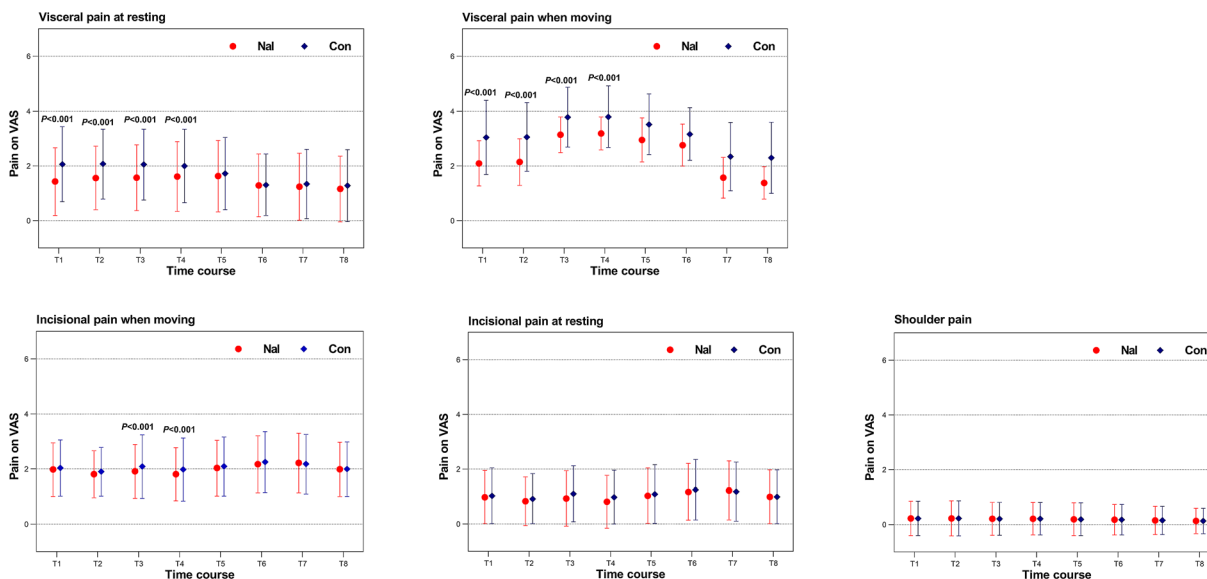 Visceral pain at resting
Nal Con
6
4
2
0
Pain on VAS
P<0.001 P<0.001 P<0.001 P<0.001
T1 T2 T3 T4 T5 T6 T7 T8
Time course
Visceral pain when moving
Nal Con
6
4
2
0
Pain on VAS
P<0.001 P<0.001 P<0.001 P<0.001
T1 T2 T3 T4 T5 T6 T7 T8
Time course
Incisional pain when moving
Nal Con
6
4
2
0
Pain on VAS
P<0.001 P<0.001
T1 T2 T3 T4 T5 T6 T7 T8
Time course
Incisional pain at resting
Nal Con
6
4
2
0
Pain on VAS
T1 T2 T3 T4 T5 T6 T7 T8
Time course
Shoulder pain
Nal Con
6
4
2
0
Pain on VAS
T1 T2 T3 T4 T5 T6 T7 T8
Time course